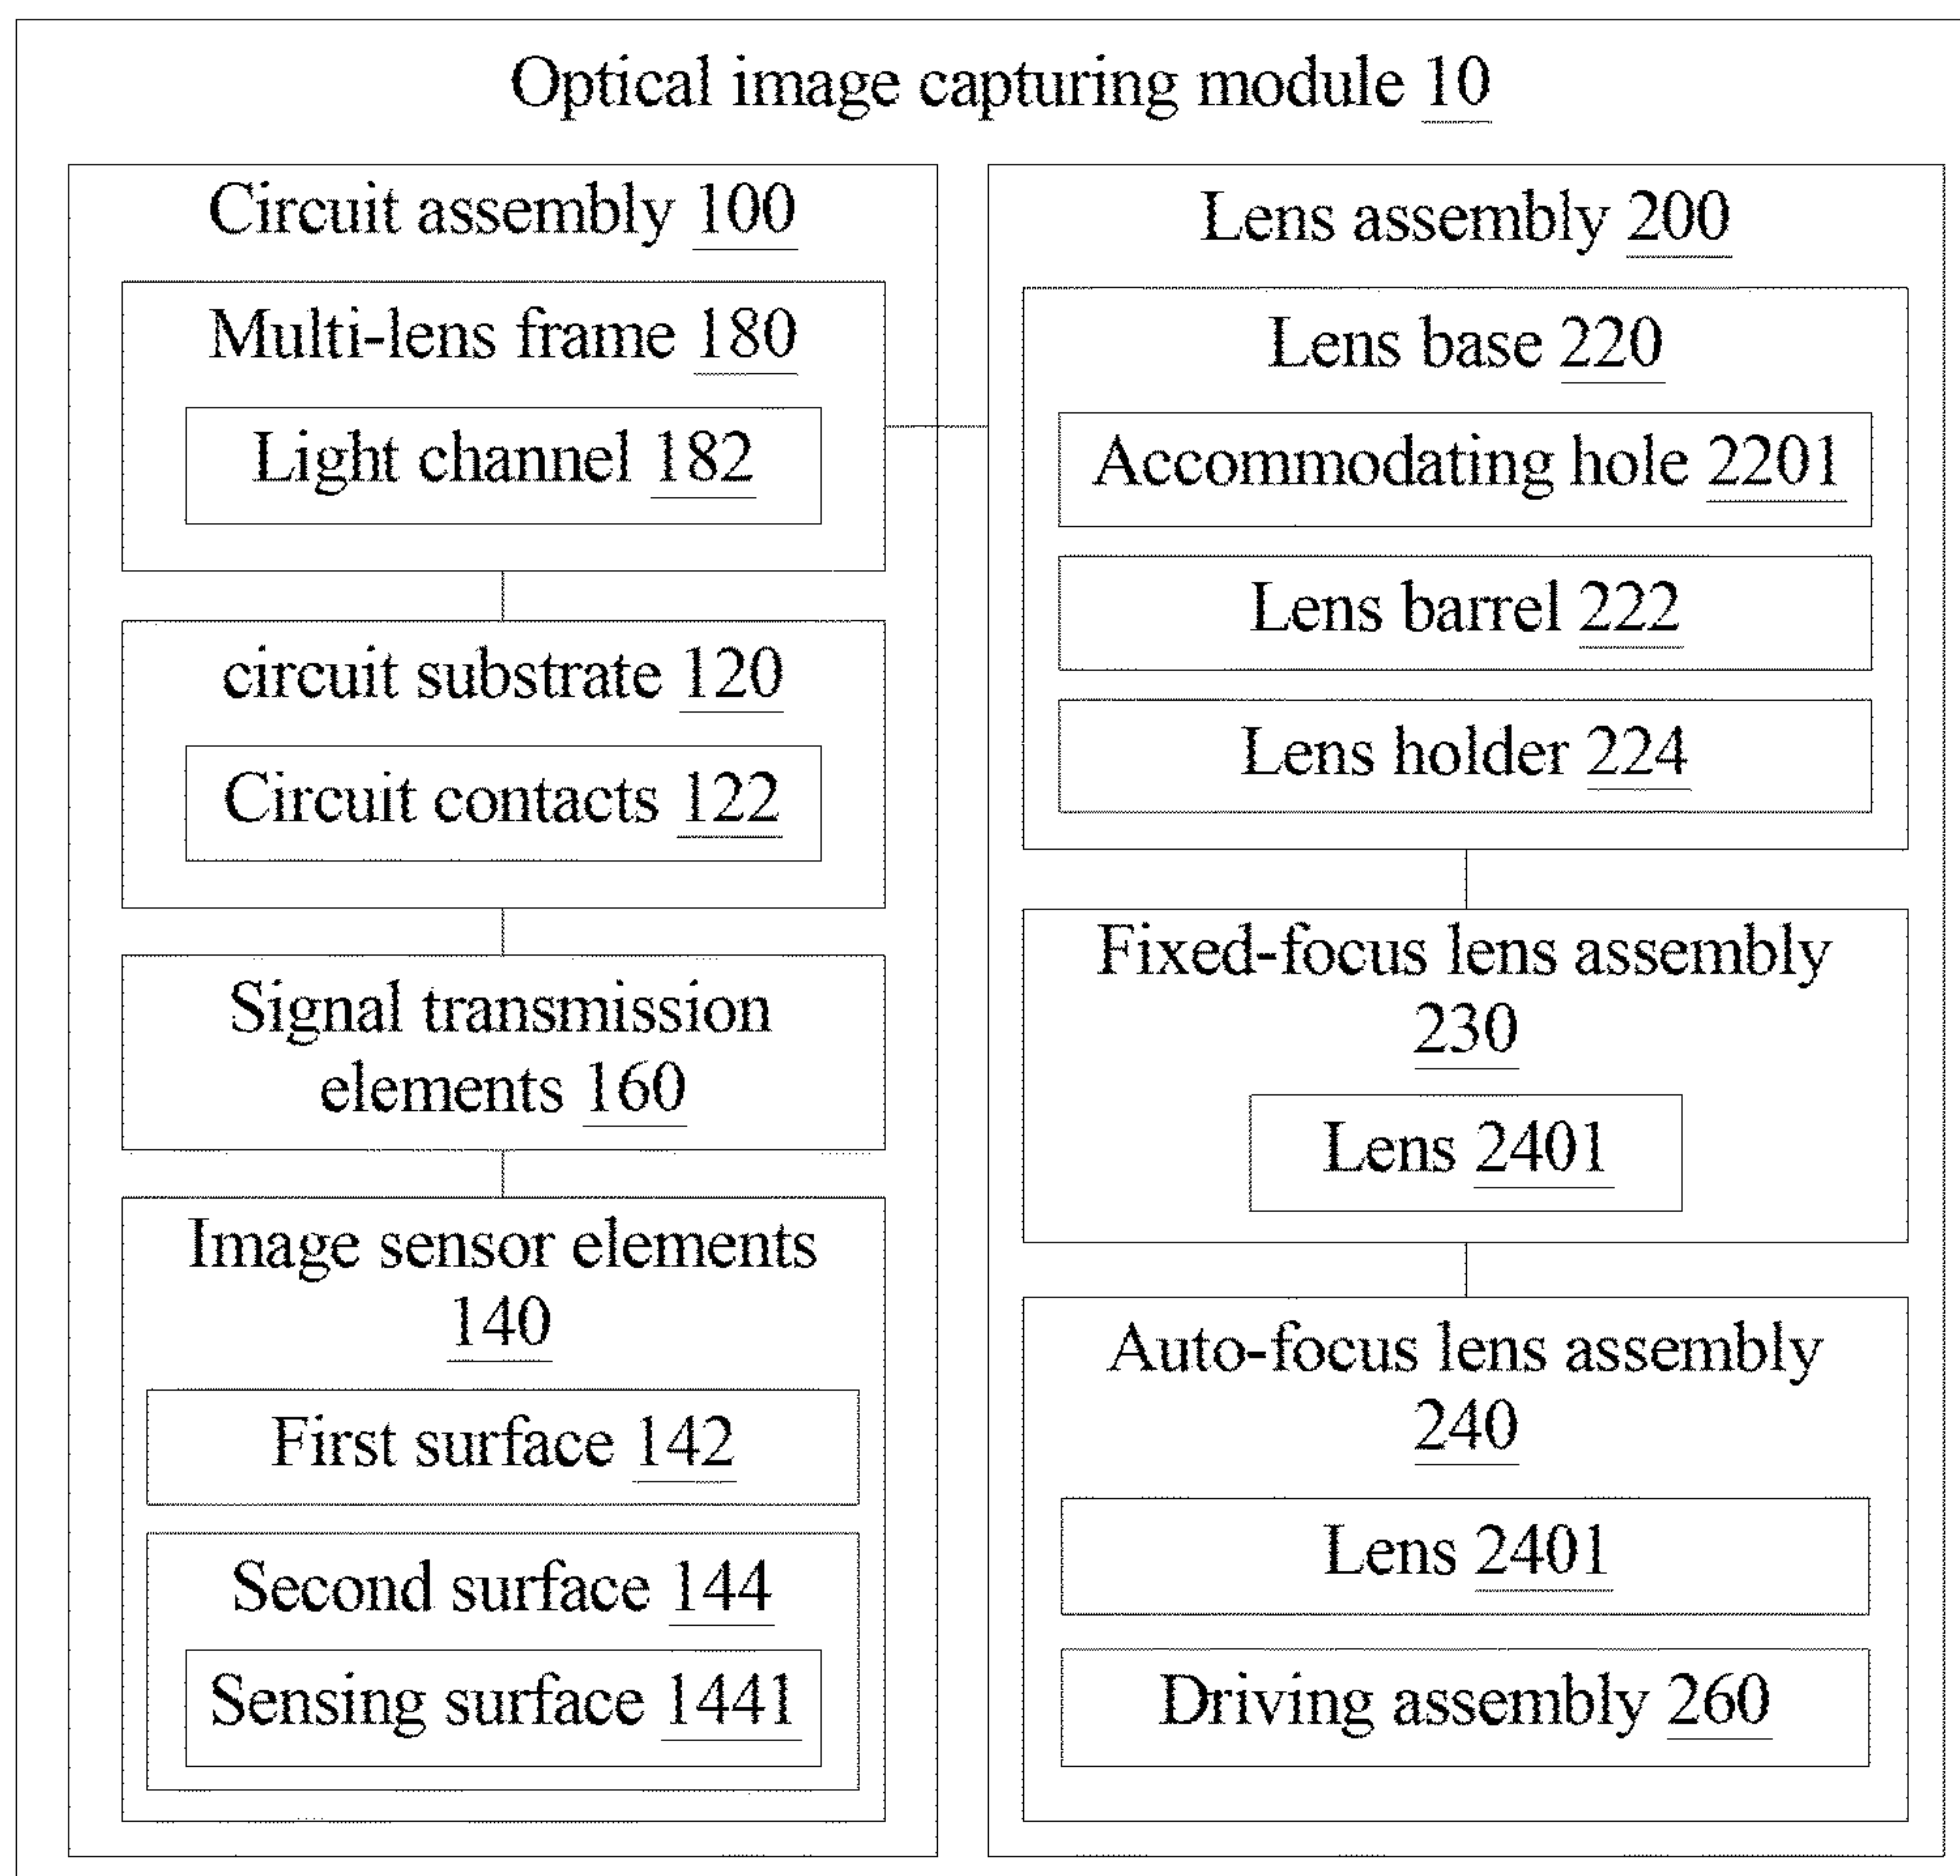 Optical image capturing module 10
Circuit assembly 100
Multi-lens frame 180
Light channel 182
circuit substrate 120
Circuit contacts 122
Signal transmission
elements 160
Image sensor elements
140
First surface 142
Second surface 144
Sensing surface 1441
Lens assembly 200
Lens base 220
Accommodating hole 2201
Lens barrel 222
Lens holder 224
Fixed-focus lens assembly
230
Lens 2401
Auto-focus lens assembly
240
Lens 2401
Driving assembly 260